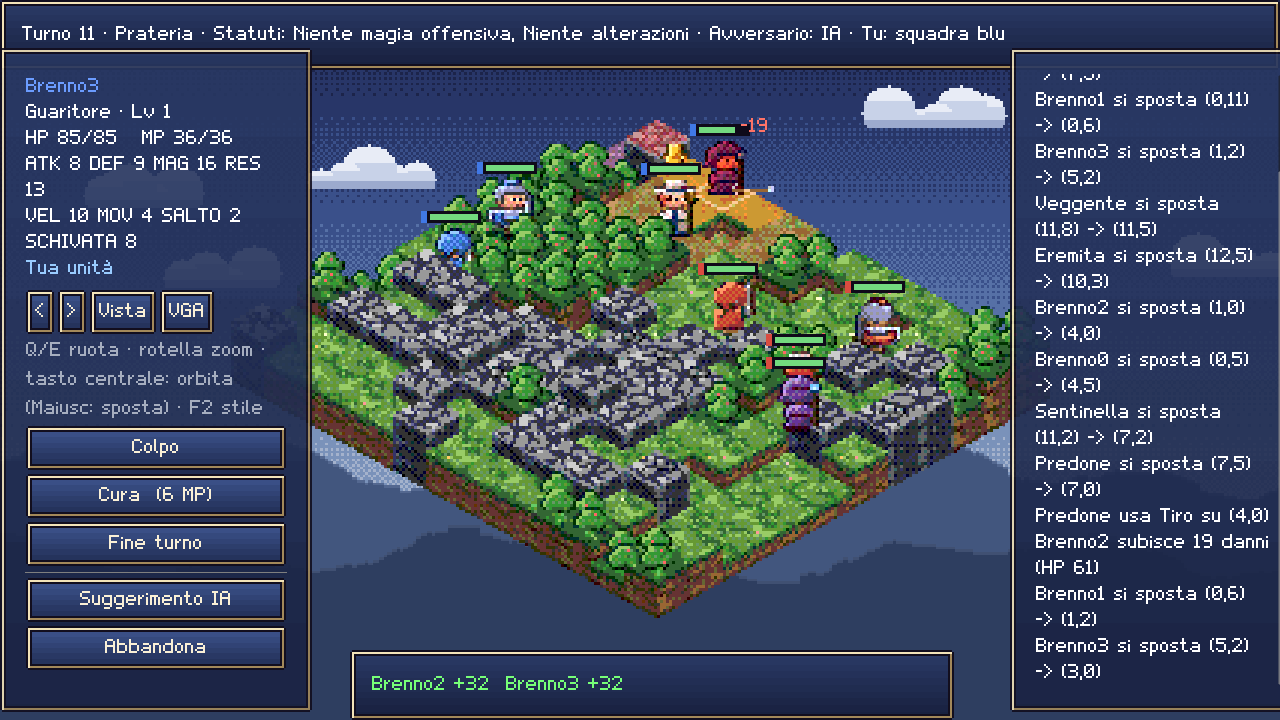 Turno 11 · Prateria · Statuti: Niente magia offensiva, Niente alterazioni · Avversario: IA · Tu: squadra blu
Brenno3
Guaritore · Lv 1
HP 85/85 MP 36/36
ATK 8 DEF 9 MAG 16 RES
13
VEL 10 MOV 4 SALTO 2
SCHIVATA 8
Tua unità
< > Vista VGA
Q/E ruota · rotella zoom ·
tasto centrale: orbita
(Maiusc: sposta) · F2 stile
Colpo
Cura (6 MP)
Fine turno
Suggerimento IA
Abbandona
-19
Brenno2 +32 Brenno3 +32
Brenno1 si sposta (0,11)
-> (0,6)
Brenno3 si sposta (1,2)
-> (5,2)
Veggente si sposta
(11,8) -> (11,5)
Eremita si sposta (12,5)
-> (10,3)
Brenno2 si sposta (1,0)
-> (4,0)
Brenno0 si sposta (0,5)
-> (4,5)
Sentinella si sposta
(11,2) -> (7,2)
Predone si sposta (7,5)
-> (7,0)
Predone usa Tiro su (4,0)
Brenno2 subisce 19 danni
(HP 61)
Brenno1 si sposta (0,6)
-> (1,2)
Brenno3 si sposta (5,2)
-> (3,0)